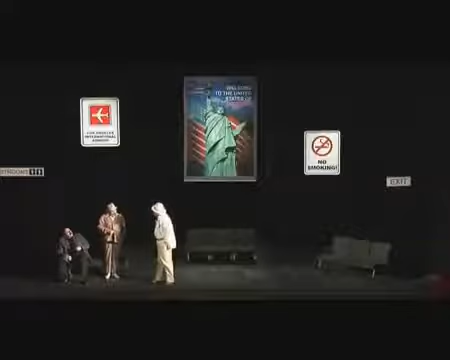 WELCOME
TO THE UNITED
STATES OF
LOS ANGELES
INTERNATIONAL
AIRPORT
NO
SMOKING!
RESTROOMS
EXIT